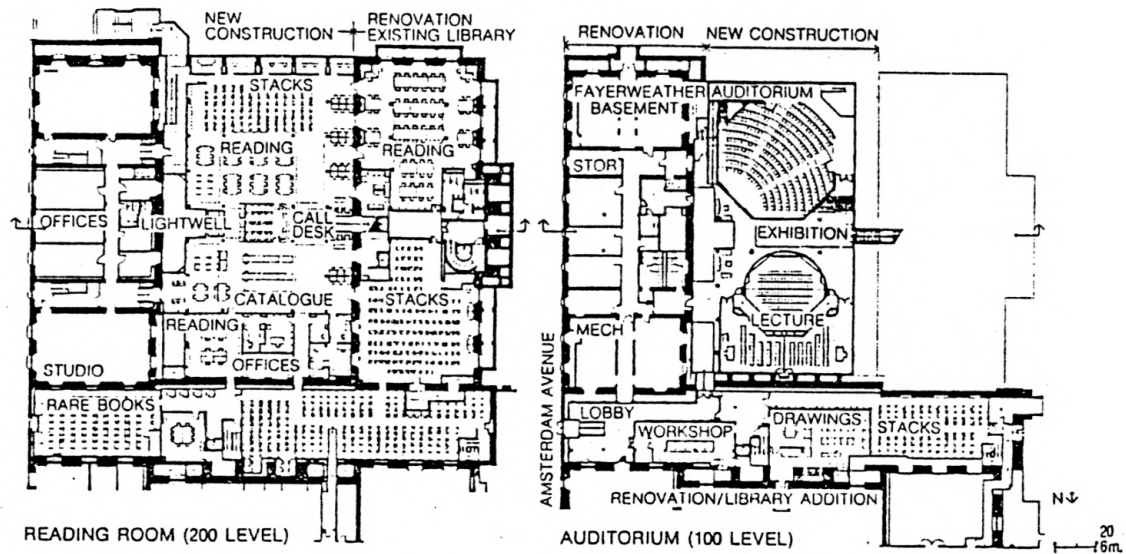 NEW
CONSTRUCTION
RENOVATION
EXISTING LIBRARY
STACKS
READING
READING
OFFICES
LIGHTWELL
CALL
DESK
CATALOGUE
STACKS
READING
OFFICES
STUDIO
RARE BOOKS
READING ROOM (200 LEVEL)
RENOVATION
NEW CONSTRUCTION
FAYERWEATHER
BASEMENT
AUDITORIUM
STOR
EXHIBITION
MECH
LECTURE
AMSTERDAM AVENUE
LOBBY
WORKSHOP
DRAWINGS
STACKS
RENOVATION/LIBRARY ADDITION
N
AUDITORIUM (100 LEVEL)
20
6m